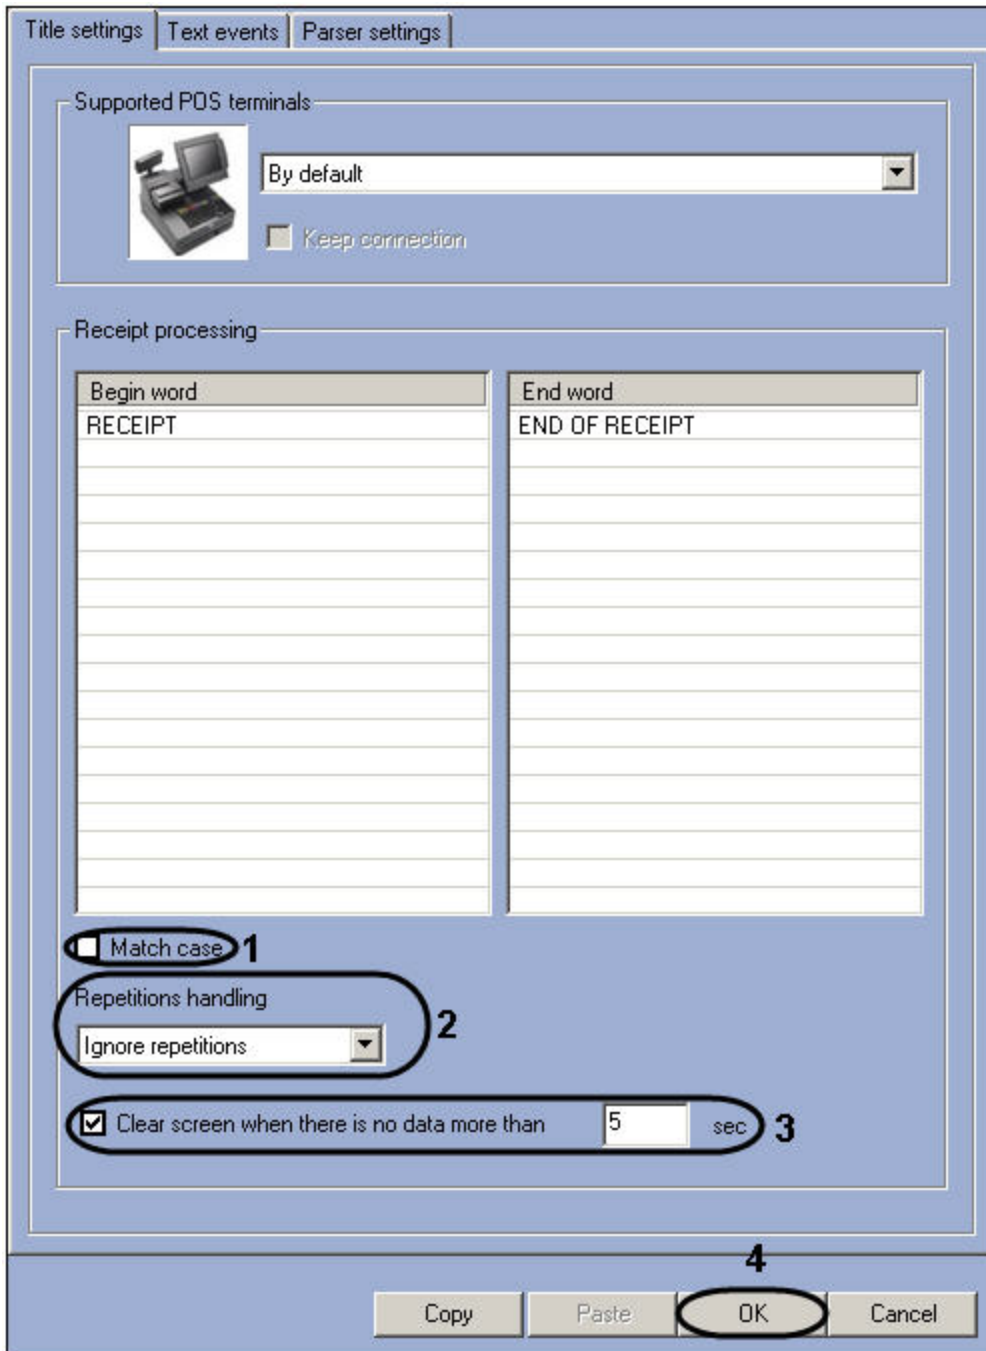 Title settings Text events Parser settings
Supported POS terminals
By default
Keep connection
Receipt processing
Begin word End word
RECEIPT END OF RECEIPT
Match case 1
Repetitions handling
Ignore repetitions 2
Clear screen when there is no data more than 5 sec 3
4
Copy Paste OK Cancel